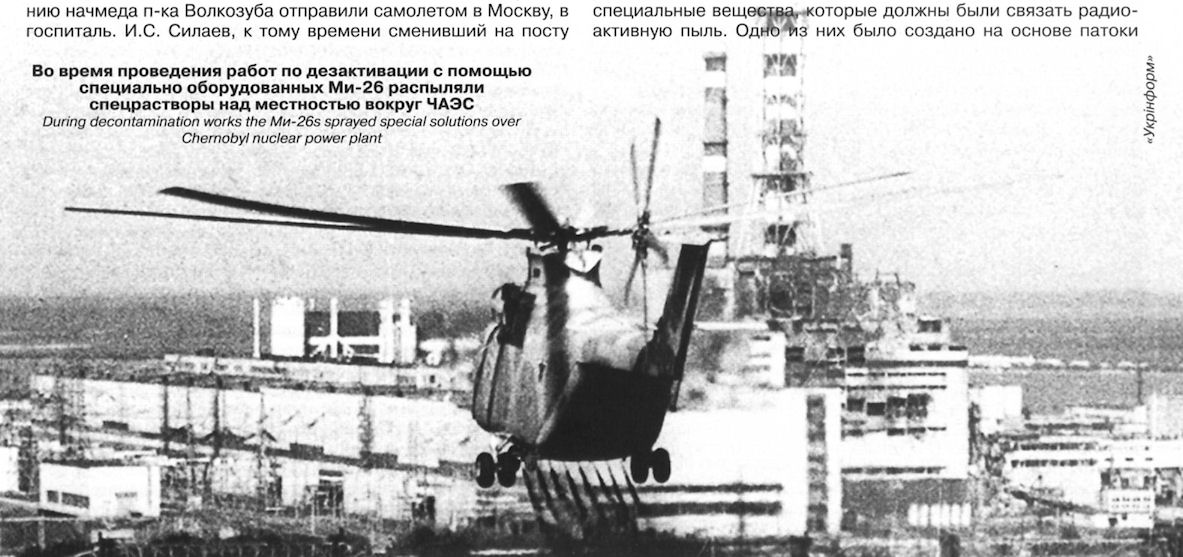 нию начмеда п-ка Волкозуба отправили самолетом в Москву, в
госпиталь. И.С. Силаев, к тому времени сменивший на посту
специальные вещества, которые должны были связать радио-
активную пыль. Одно из них было создано на основе патоки
Во время проведения работ по дезактивации с помощью
специально оборудованных Ми-26 распыляли
спецрастворы над местностью вокруг ЧАЭС
During decontamination works the Mи-26s sprayed special solutions over
Chernobyl nuclear power plant
«Укрінформ»